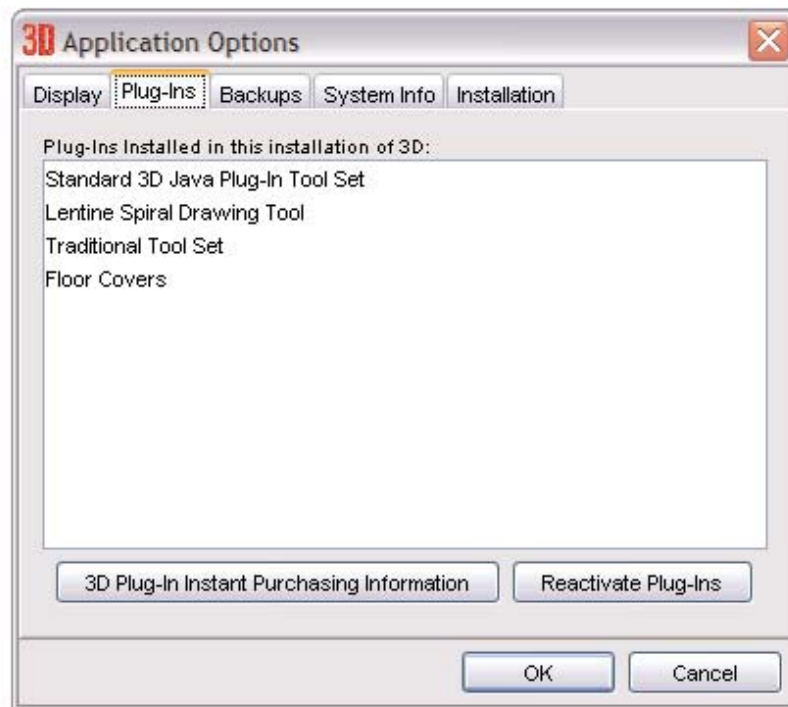 3D Application Options
Display Plug-Ins Backups System Info Installation
Plug-Ins Installed in this installation of 3D:
Standard 3D Java Plug-In Tool Set
Lentine Spiral Drawing Tool
Traditional Tool Set
Floor Covers
3D Plug-In Instant Purchasing Information Reactivate Plug-Ins
OK Cancel